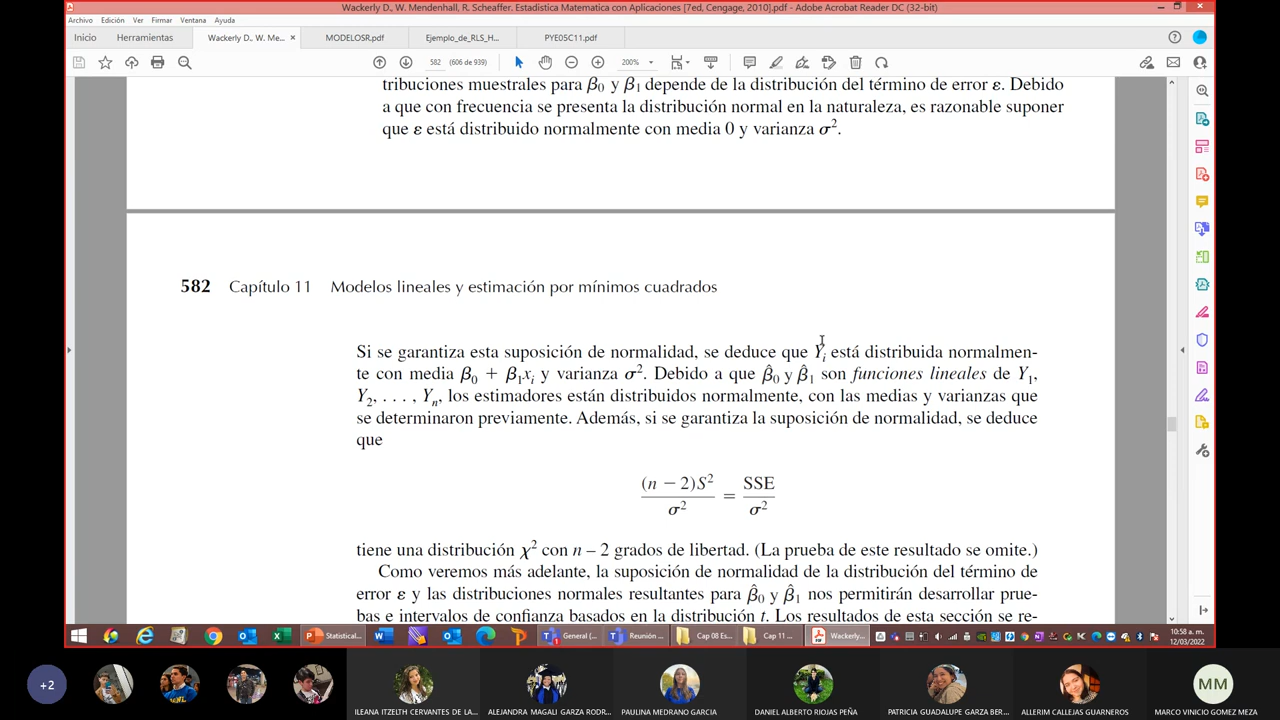 Wackerly D., W. Mendenhall, R. Scheaffer. Estadistica Matematica con Aplicaciones [7ed, Cengage, 2010].pdf - Adobe Acrobat Reader DC (32-bit)
Archivo Edición Ver Firmar Ventana Ayuda
Inicio Herramientas Wackerly D., W. Me... × MODELOSR.pdf Ejemplo_de_RLS_H... PYE05C11.pdf
582 (606 de 939) 200%
tribuciones muestrales para β̂0 y β̂1 depende de la distribución del término de error ε. Debido
a que con frecuencia se presenta la distribución normal en la naturaleza, es razonable suponer
que ε está distribuido normalmente con media 0 y varianza σ².
582 Capítulo 11 Modelos lineales y estimación por mínimos cuadrados
Si se garantiza esta suposición de normalidad, se deduce que Yi está distribuida normalmen-
te con media β0 + β1xi y varianza σ². Debido a que β̂0 y β̂1 son funciones lineales de Y1,
Y2, . . . , Yn, los estimadores están distribuidos normalmente, con las medias y varianzas que
se determinaron previamente. Además, si se garantiza la suposición de normalidad, se deduce
que
(n − 2)S² / σ² = SSE / σ²
tiene una distribución χ² con n – 2 grados de libertad. (La prueba de este resultado se omite.)
Como veremos más adelante, la suposición de normalidad de la distribución del término de
error ε y las distribuciones normales resultantes para β̂0 y β̂1 nos permitirán desarrollar prue-
bas e intervalos de confianza basados en la distribución t. Los resultados de esta sección se re-
Statistical... General (... Reunión ... Cap 08 Es... Cap 11 ... Wackerly...
10:58 a. m.
12/03/2022
+2
ILEANA ITZELTH CERVANTES DE LA...
ALEJANDRA MAGALI GARZA RODR...
PAULINA MEDRANO GARCIA
DANIEL ALBERTO RIOJAS PEÑA
PATRICIA GUADALUPE GARZA BER...
ALLERIM CALLEJAS GUARNEROS
MM
MARCO VINICIO GOMEZ MEZA